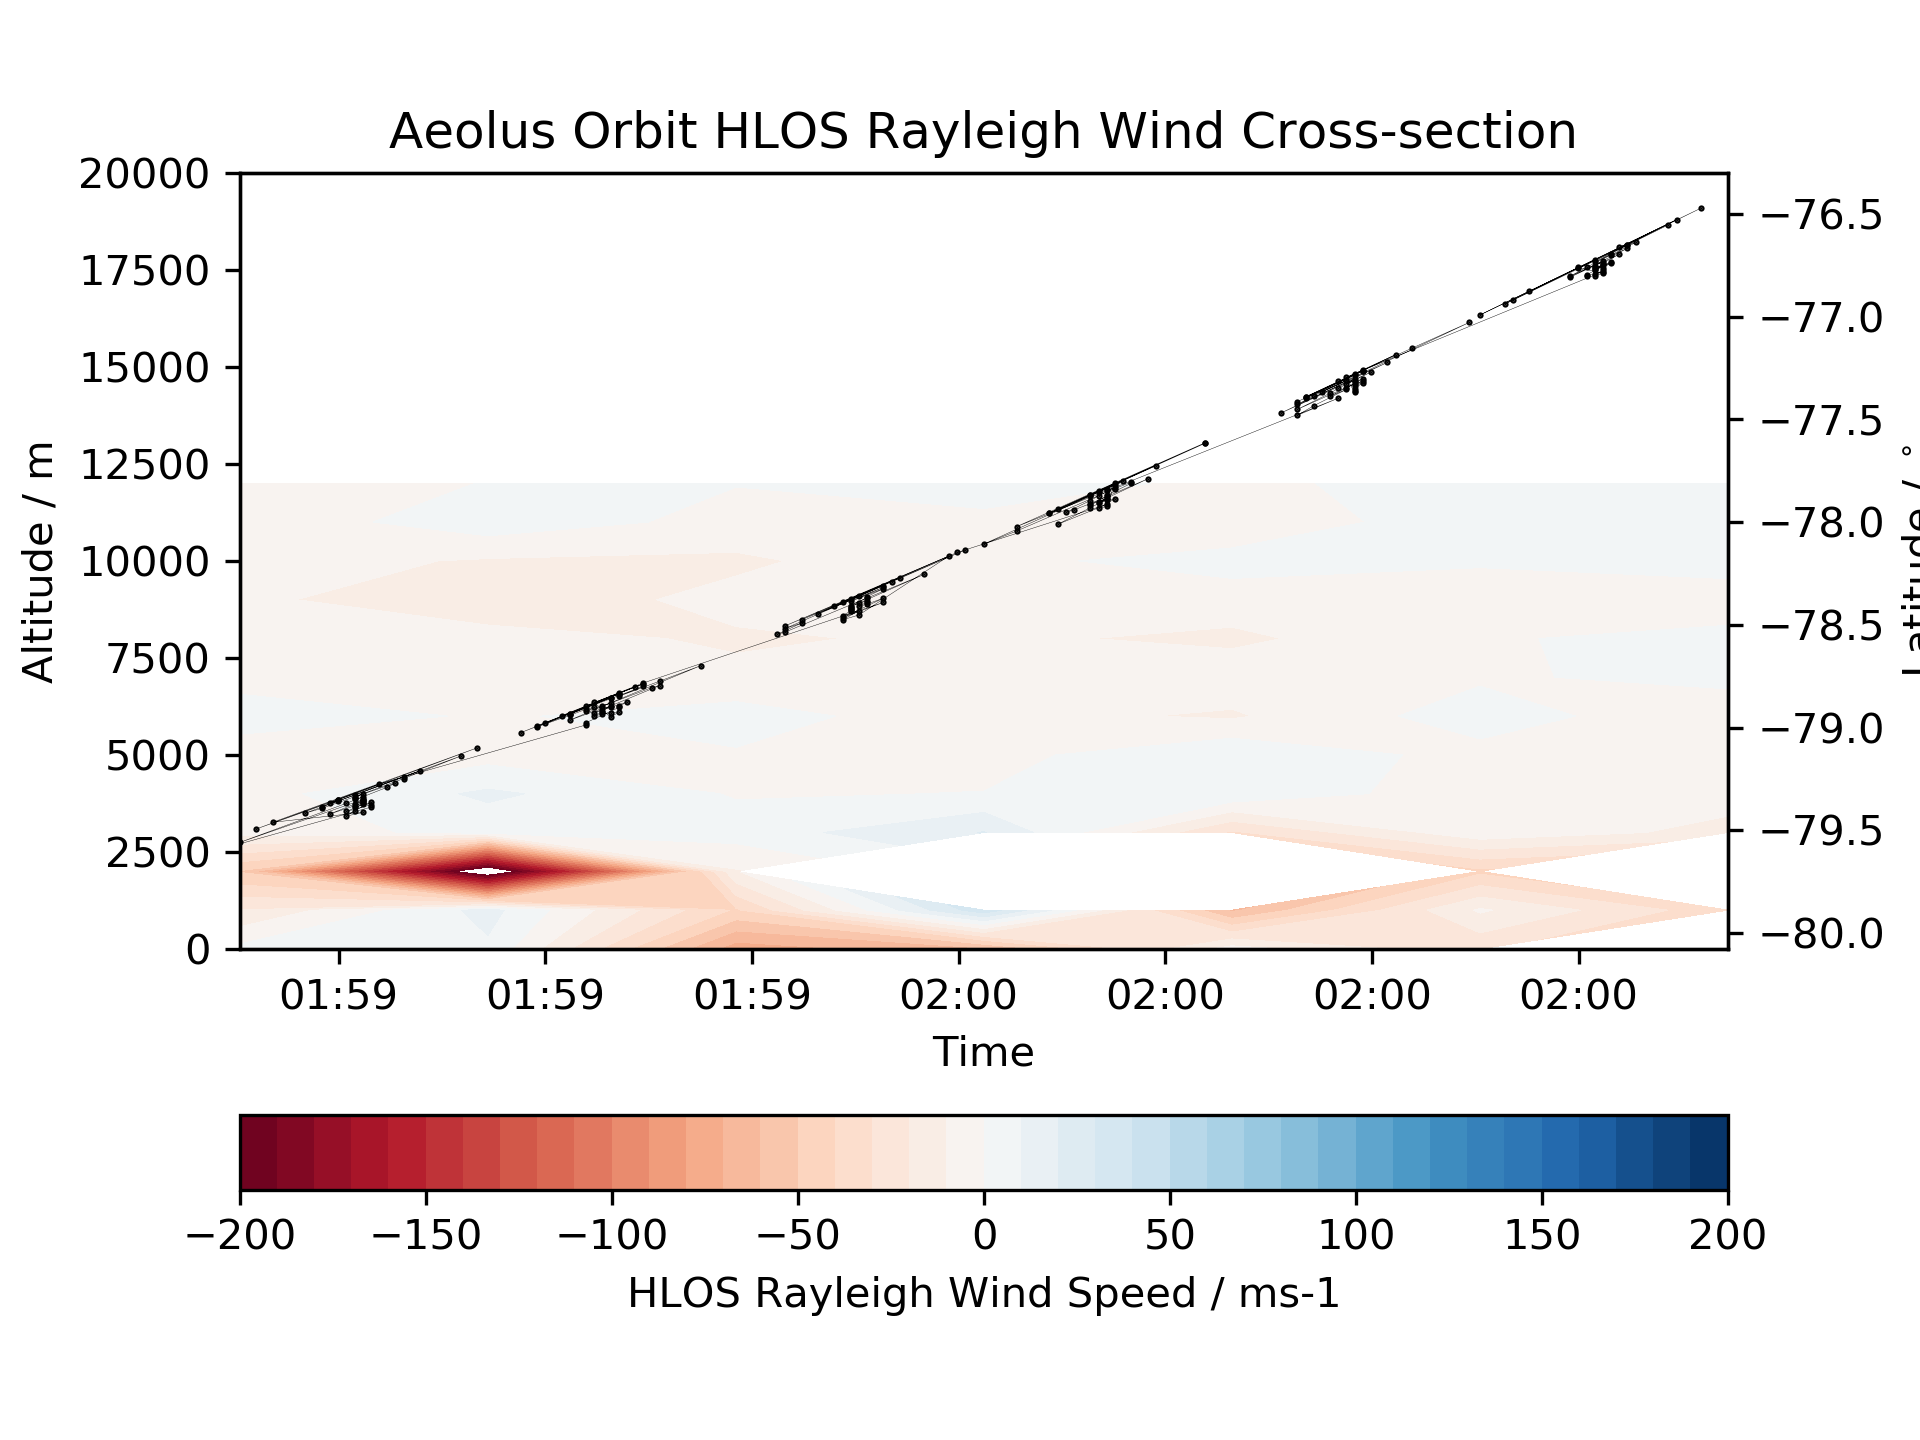 Aeolus Orbit HLOS Rayleigh Wind Cross-section
20000
17500
15000
12500
10000
7500
5000
2500
0
Altitude / m
−76.5
−77.0
−77.5
−78.0
−78.5
−79.0
−79.5
−80.0
Latitude / °
01:59 01:59 01:59 02:00 02:00 02:00 02:00
Time
−200 −150 −100 −50 0 50 100 150 200
HLOS Rayleigh Wind Speed / ms-1